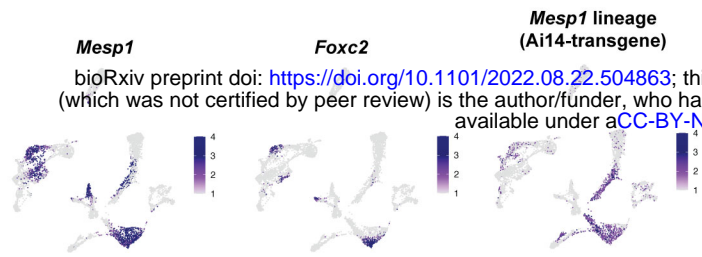 Mesp1
Foxc2
Mesp1 lineage
(Ai14-transgene)
bioRxiv preprint doi: https://doi.org/10.1101/2022.08.22.504863; thi
(which was not certified by peer review) is the author/funder, who ha
available under aCC-BY-N
4
3
2
1
4
3
2
1
4
3
2
1